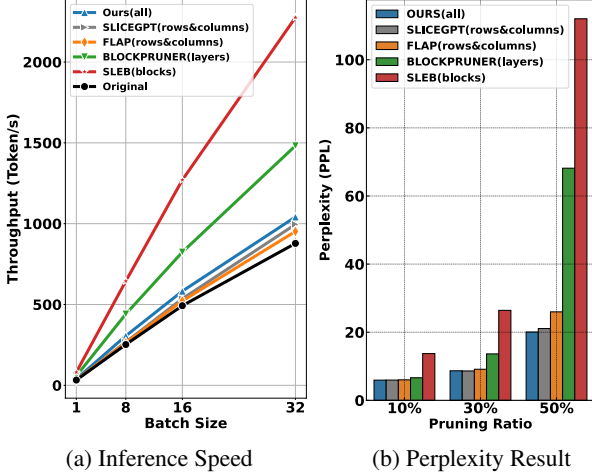 Ours(all)
SLICEGPT(rows&columns)
FLAP(rows&columns)
BLOCKPRUNER(layers)
SLEB(blocks)
Original
Throughput (Token/s)
2000
1500
1000
500
0
1 8 16 32
Batch Size
(a) Inference Speed
OURS(all)
SLICEGPT(rows&columns)
FLAP(rows&columns)
BLOCKPRUNER(layers)
SLEB(blocks)
Perplexity (PPL)
100
80
60
40
20
0
10% 30% 50%
Pruning Ratio
(b) Perplexity Result